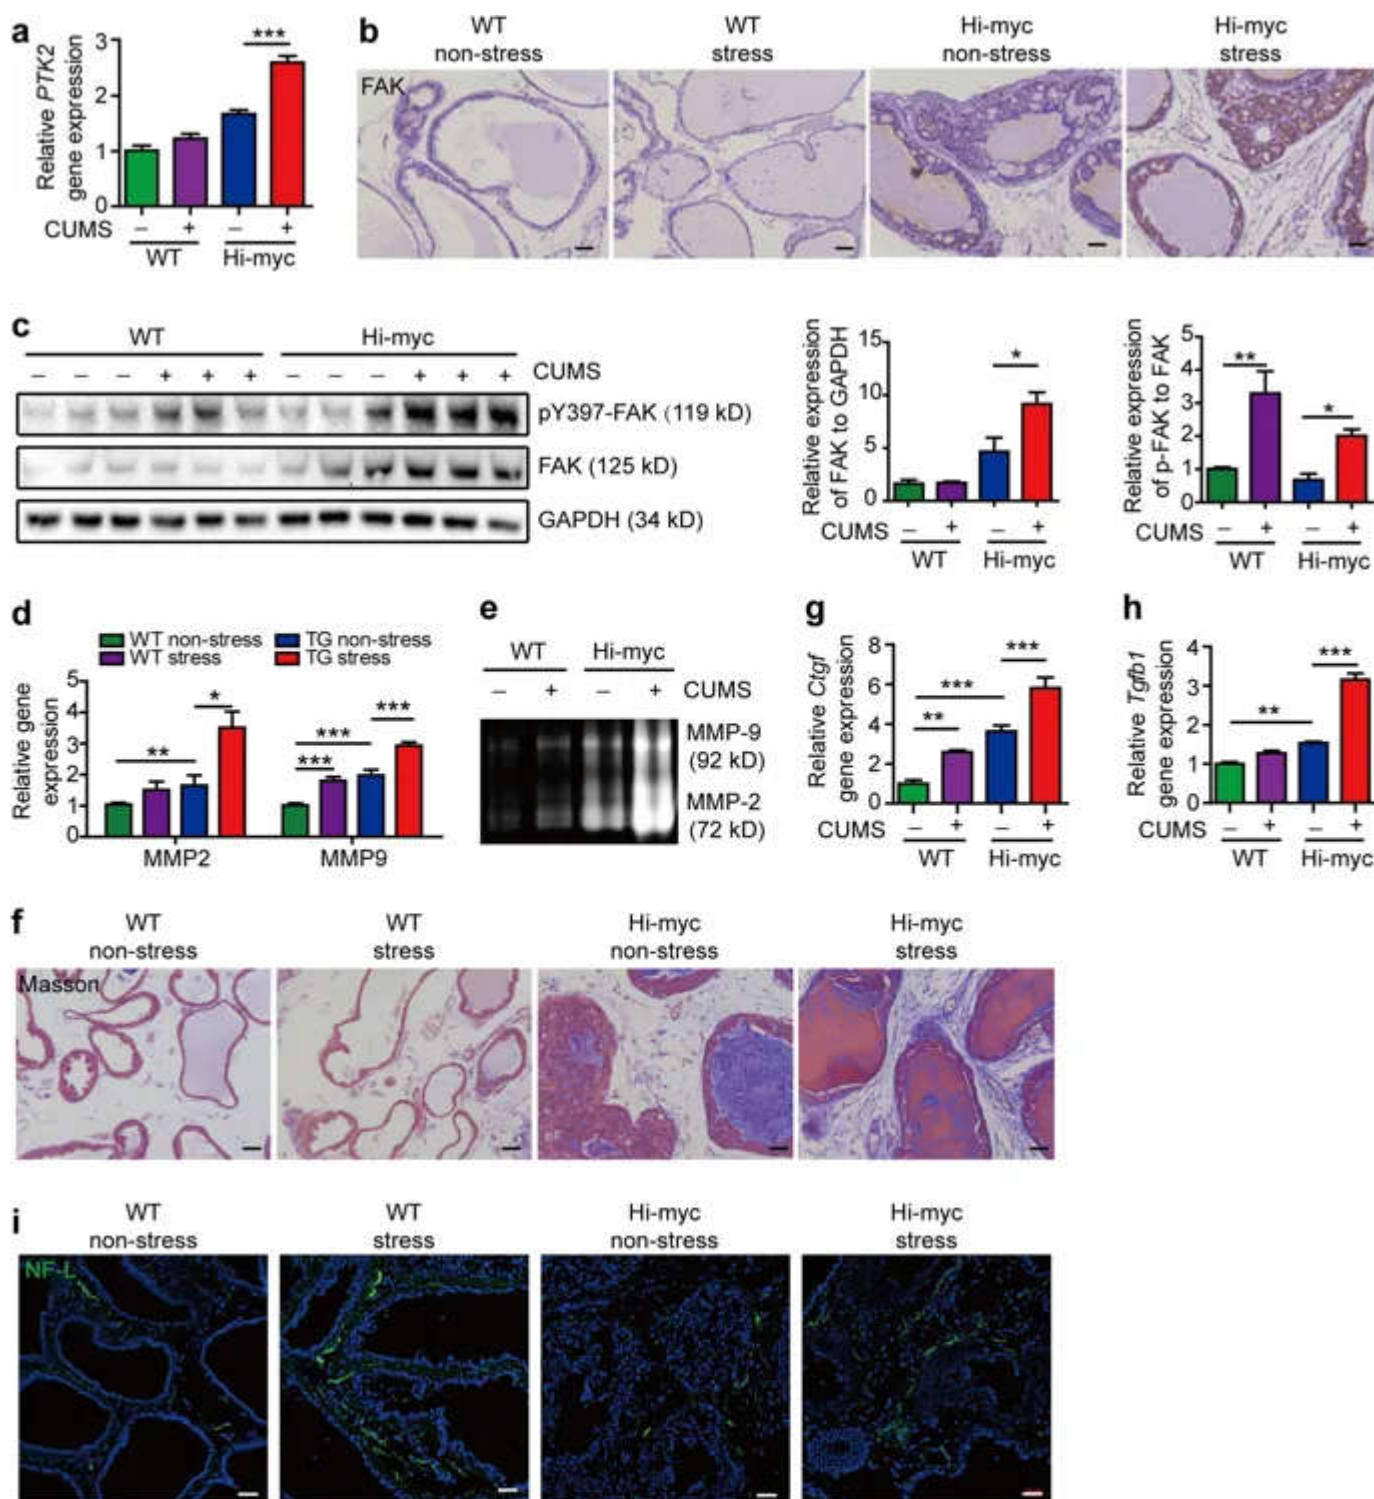 a
Relative PTK2
gene expression
3
2
1
0
***
– + – +
CUMS
WT Hi-myc
b
WT
non-stress
WT
stress
Hi-myc
non-stress
Hi-myc
stress
FAK
c
WT Hi-myc
– – – + + + – – – + + + CUMS
pY397-FAK (119 kD)
FAK (125 kD)
GAPDH (34 kD)
Relative expression
of FAK to GAPDH
15
10
5
0
*
– + – +
CUMS
WT Hi-myc
Relative expression
of p-FAK to FAK
5
4
3
2
1
0
**
*
– + – +
CUMS
WT Hi-myc
d
WT non-stress TG non-stress
WT stress TG stress
Relative gene
expression
5
4
3
2
1
0
** *
*** *** ***
MMP2 MMP9
e
WT Hi-myc
– + – + CUMS
MMP-9
(92 kD)
MMP-2
(72 kD)
g
Relative Ctgf
gene expression
8
6
4
2
0
***
***
**
– + – +
CUMS
WT Hi-myc
h
Relative Tgfb1
gene expression
4
3
2
1
0
***
**
– + – +
CUMS
WT Hi-myc
f
WT
non-stress
WT
stress
Hi-myc
non-stress
Hi-myc
stress
Masson
i
WT
non-stress
WT
stress
Hi-myc
non-stress
Hi-myc
stress
NF-L